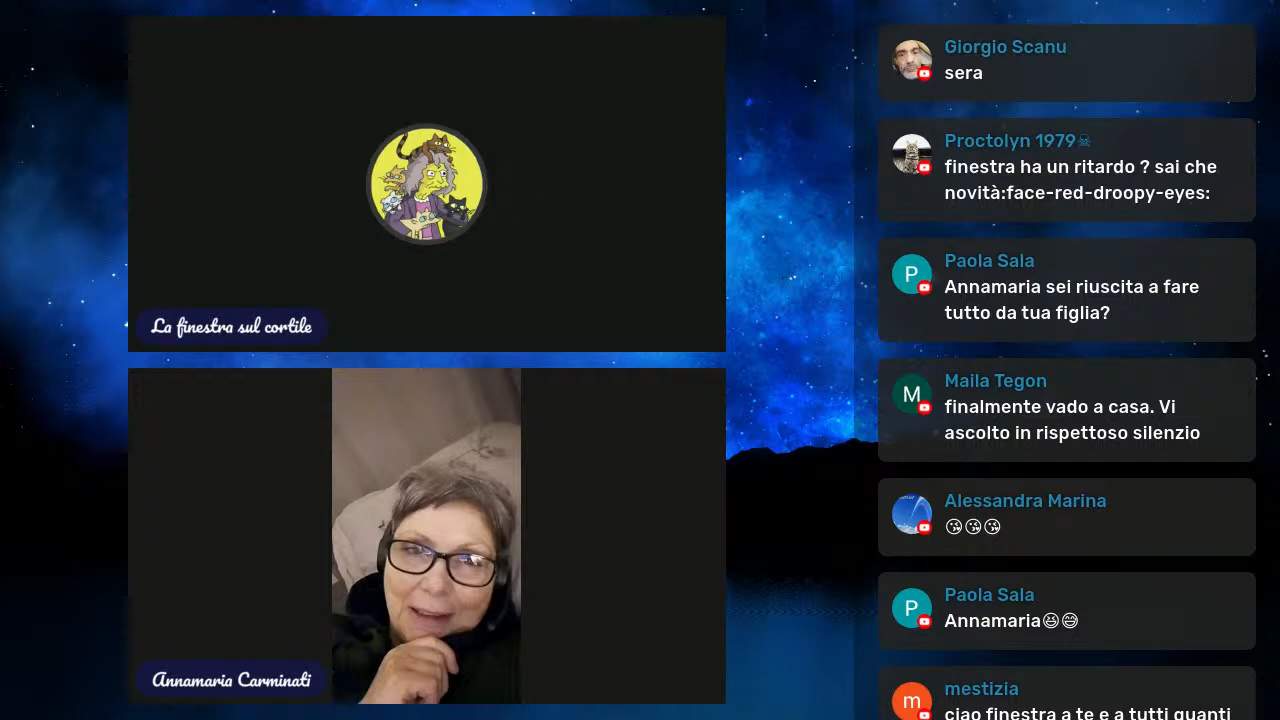 La finestra sul cortile
Annamaria Carminati
Giorgio Scanu
sera
Proctolyn 1979☠
finestra ha un ritardo ? sai che
novità:face-red-droopy-eyes:
P
Paola Sala
Annamaria sei riuscita a fare
tutto da tua figlia?
M
Maila Tegon
finalmente vado a casa. Vi
ascolto in rispettoso silenzio
Alessandra Marina
😘😘😘
P
Paola Sala
Annamaria😆😅
m
mestizia
ciao finestra a te e a tutti quanti